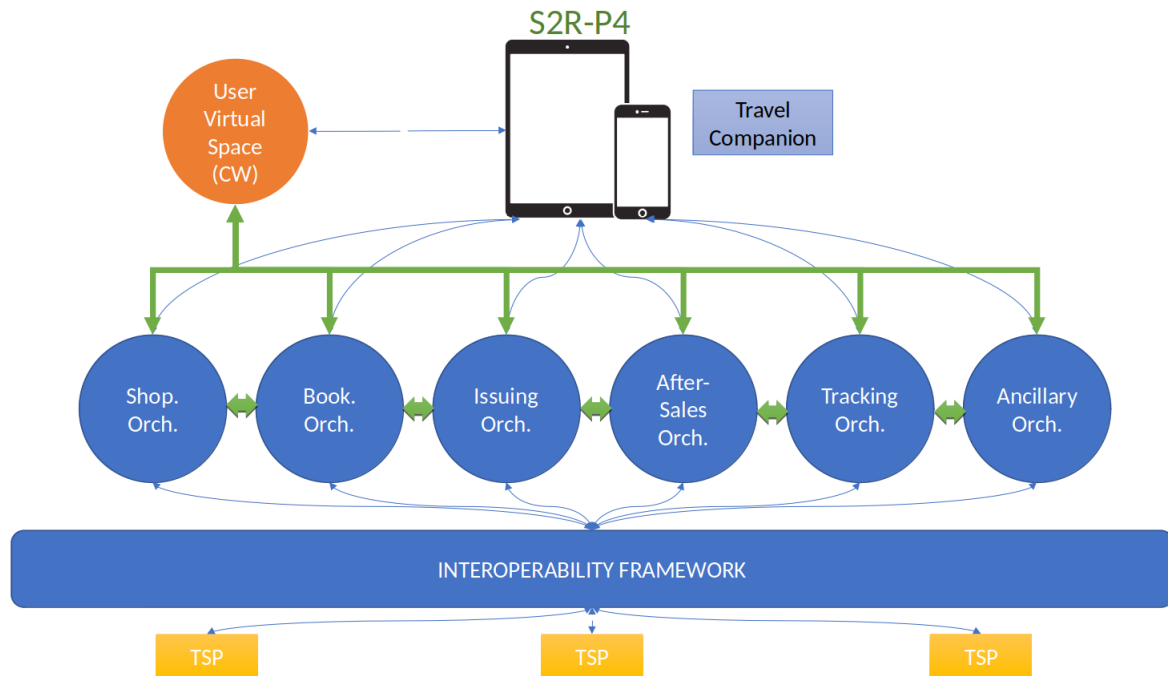 S2R-P4
User
Virtual
Space
(CW)
Travel
Companion
Shop.
Orch.
Book.
Orch.
Issuing
Orch.
After-
Sales
Orch.
Tracking
Orch.
Ancillary
Orch.
INTEROPERABILITY FRAMEWORK
TSP
TSP
TSP